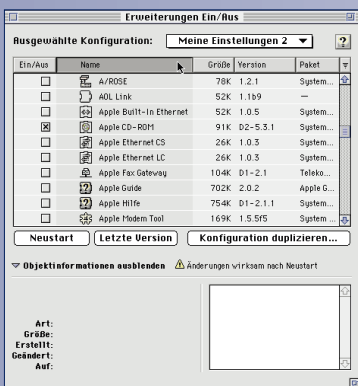 Erweiterungen Ein/Aus
Ausgewählte Konfiguration: Meine Einstellungen 2 ?
Ein/Aus Name Größe Version Paket
A/ROSE 78K 1.2.1 System...
AOL Link 52K 1.1b9 —
Apple Built-In Ethernet 52K 1.0.5 System...
Apple CD-ROM 91K D2-5.3.1 System...
Apple Ethernet CS 26K 1.0.3 System...
Apple Ethernet LC 26K 1.0.3 System...
Apple Fax Gateway 104K D1-2.1 Teleko...
Apple Guide 702K 2.0.2 Apple G...
Apple Hilfe 754K D1-2.1.1 System...
Apple Modem Tool 169K 1.5.5f5 System ...
Neustart Letzte Version Konfiguration duplizieren...
Objektinformationen ausblenden Änderungen wirksam nach Neustart
Art:
Größe:
Erstellt:
Geändert:
Auf: